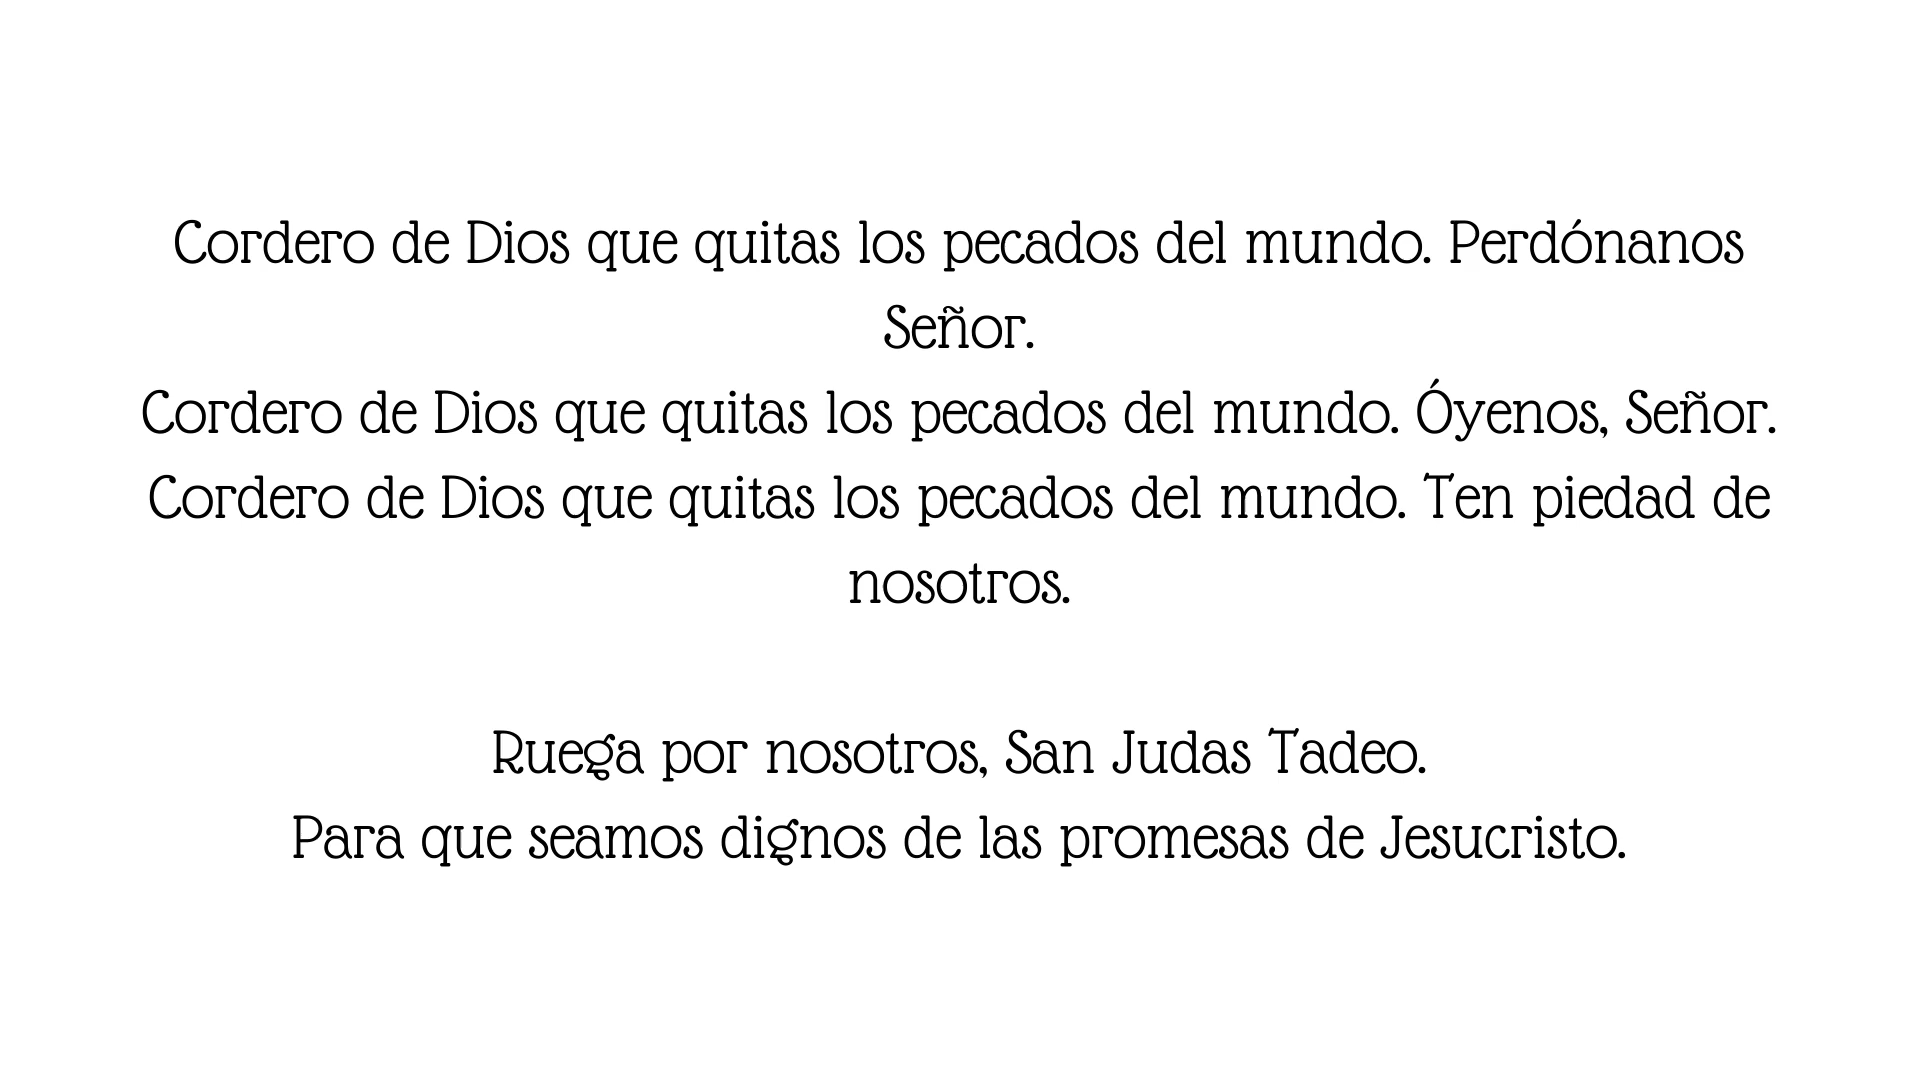 Cordero de Dios que quitas los pecados del mundo. Perdónanos
Señor.
Cordero de Dios que quitas los pecados del mundo. Óyenos, Señor.
Cordero de Dios que quitas los pecados del mundo. Ten piedad de
nosotros.
Ruega por nosotros, San Judas Tadeo.
Para que seamos dignos de las promesas de Jesucristo.